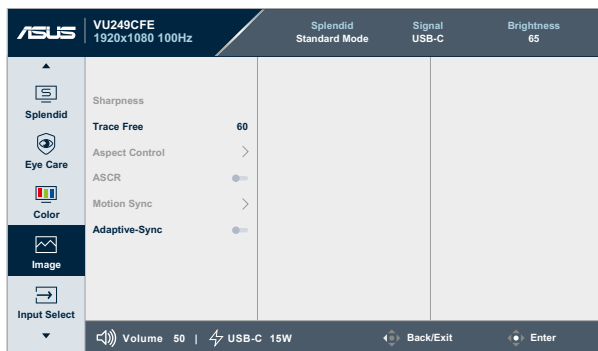 ASUS
VU249CFE
1920x1080 100Hz
Splendid
Standard Mode
Signal
USB-C
Brightness
65
Splendid
Eye Care
Color
Image
Input Select
Sharpness
Trace Free 60
Aspect Control
ASCR
Motion Sync
Adaptive-Sync
Volume 50 | USB-C 15W
Back/Exit
Enter